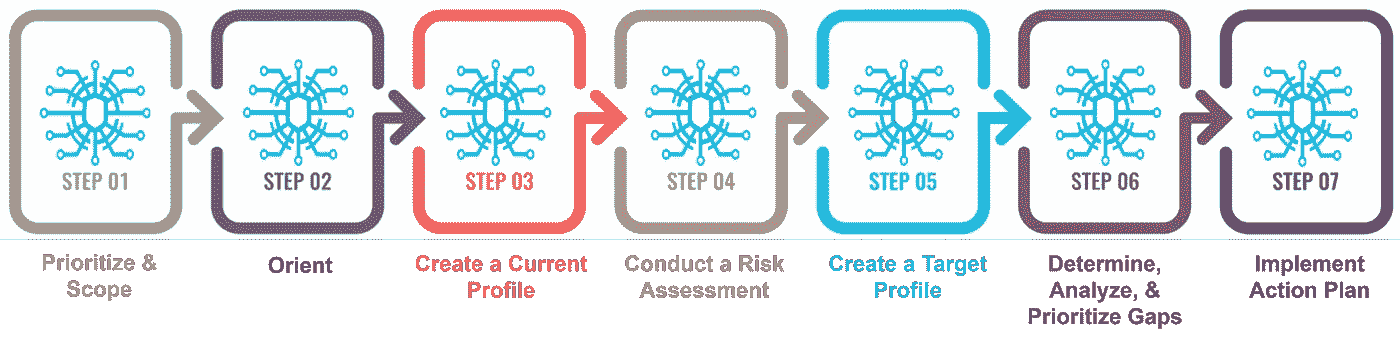 STEP 01
STEP 02
STEP 03
STEP 04
STEP 05
STEP 06
STEP 07
Prioritize &
Scope
Orient
Create a Current
Profile
Conduct a Risk
Assessment
Create a Target
Profile
Determine,
Analyze, &
Prioritize Gaps
Implement
Action Plan